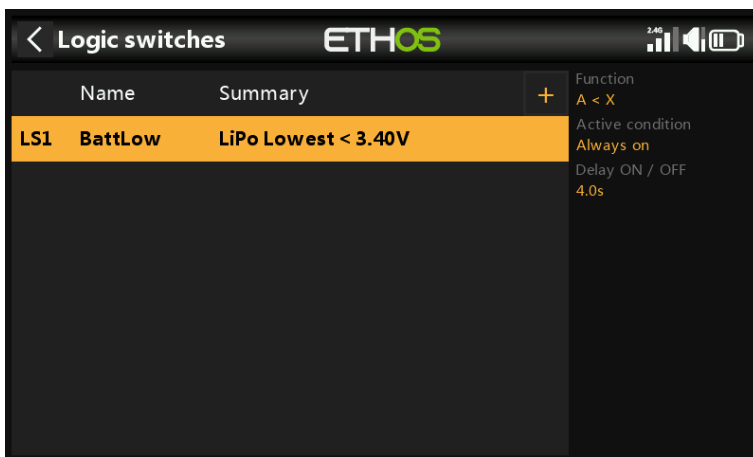 Logic switches
ETHOS
2.4G
Name Summary +
LS1 BattLow LiPo Lowest < 3.40V
Function
A < X
Active condition
Always on
Delay ON / OFF
4.0s